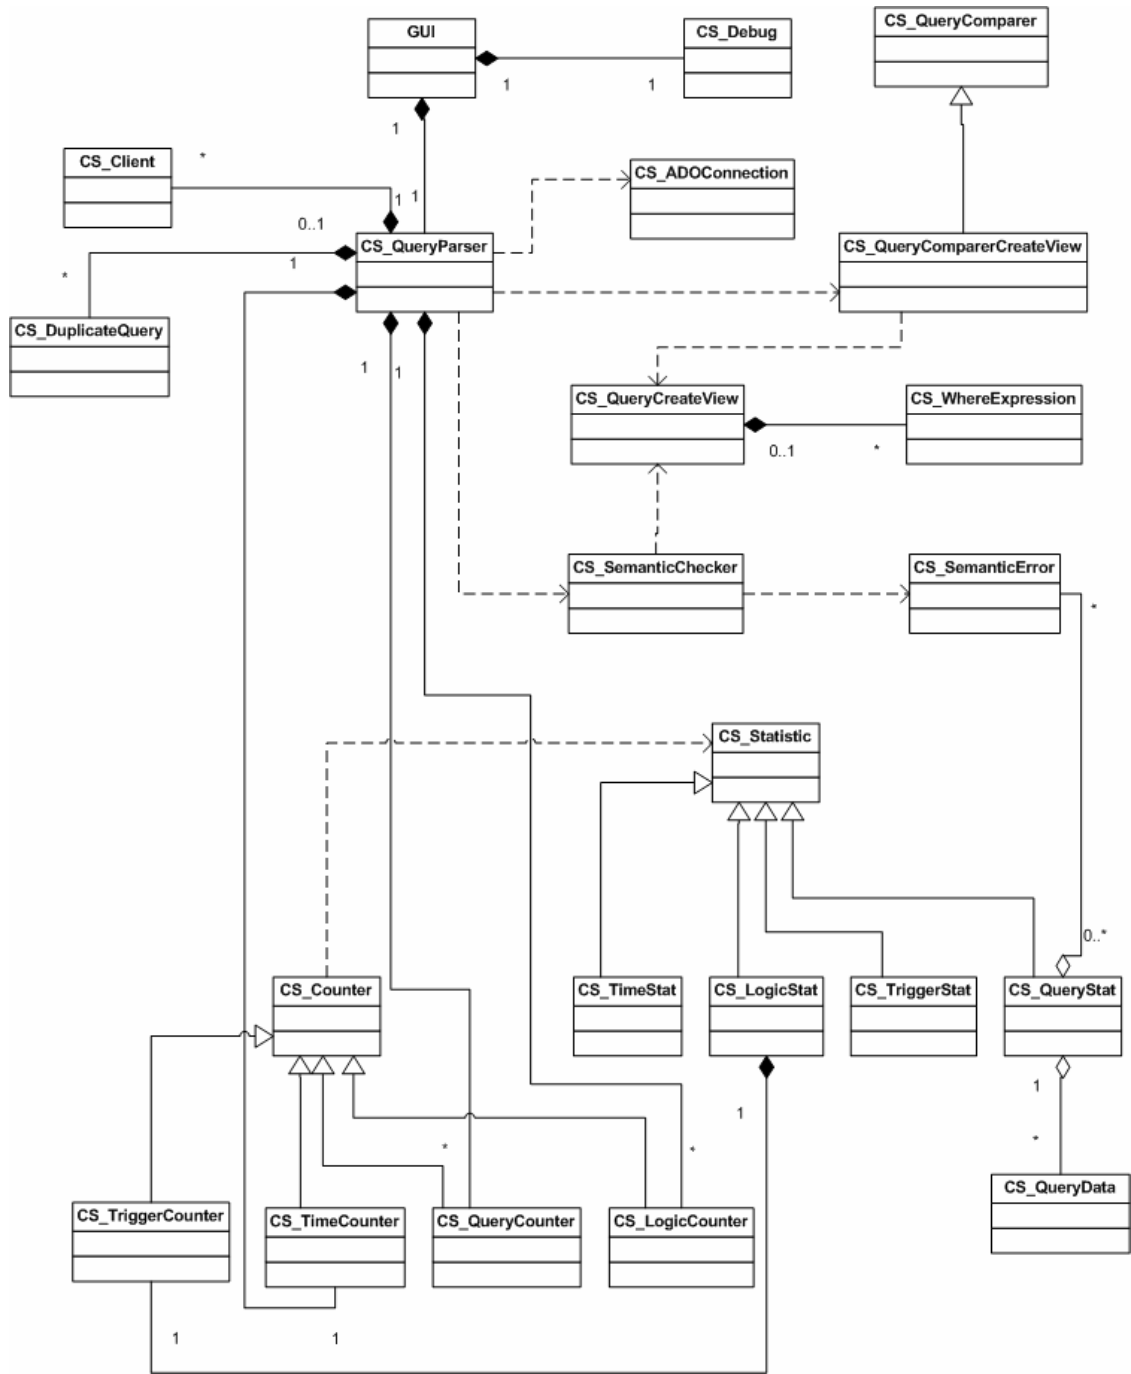 GUI
CS_Debug
CS_QueryComparer
1
1
1
CS_Client
*
CS_ADOConnection
1
1
0..1
CS_QueryParser
CS_QueryComparerCreateView
1
*
CS_DuplicateQuery
1
1
CS_QueryCreateView
CS_WhereExpression
0..1
*
CS_SemanticChecker
CS_SemanticError
*
CS_Statistic
0..*
CS_Counter
CS_TimeStat
CS_LogicStat
CS_TriggerStat
CS_QueryStat
1
1
*
*
*
CS_QueryData
CS_TriggerCounter
CS_TimeCounter
CS_QueryCounter
CS_LogicCounter
1
1